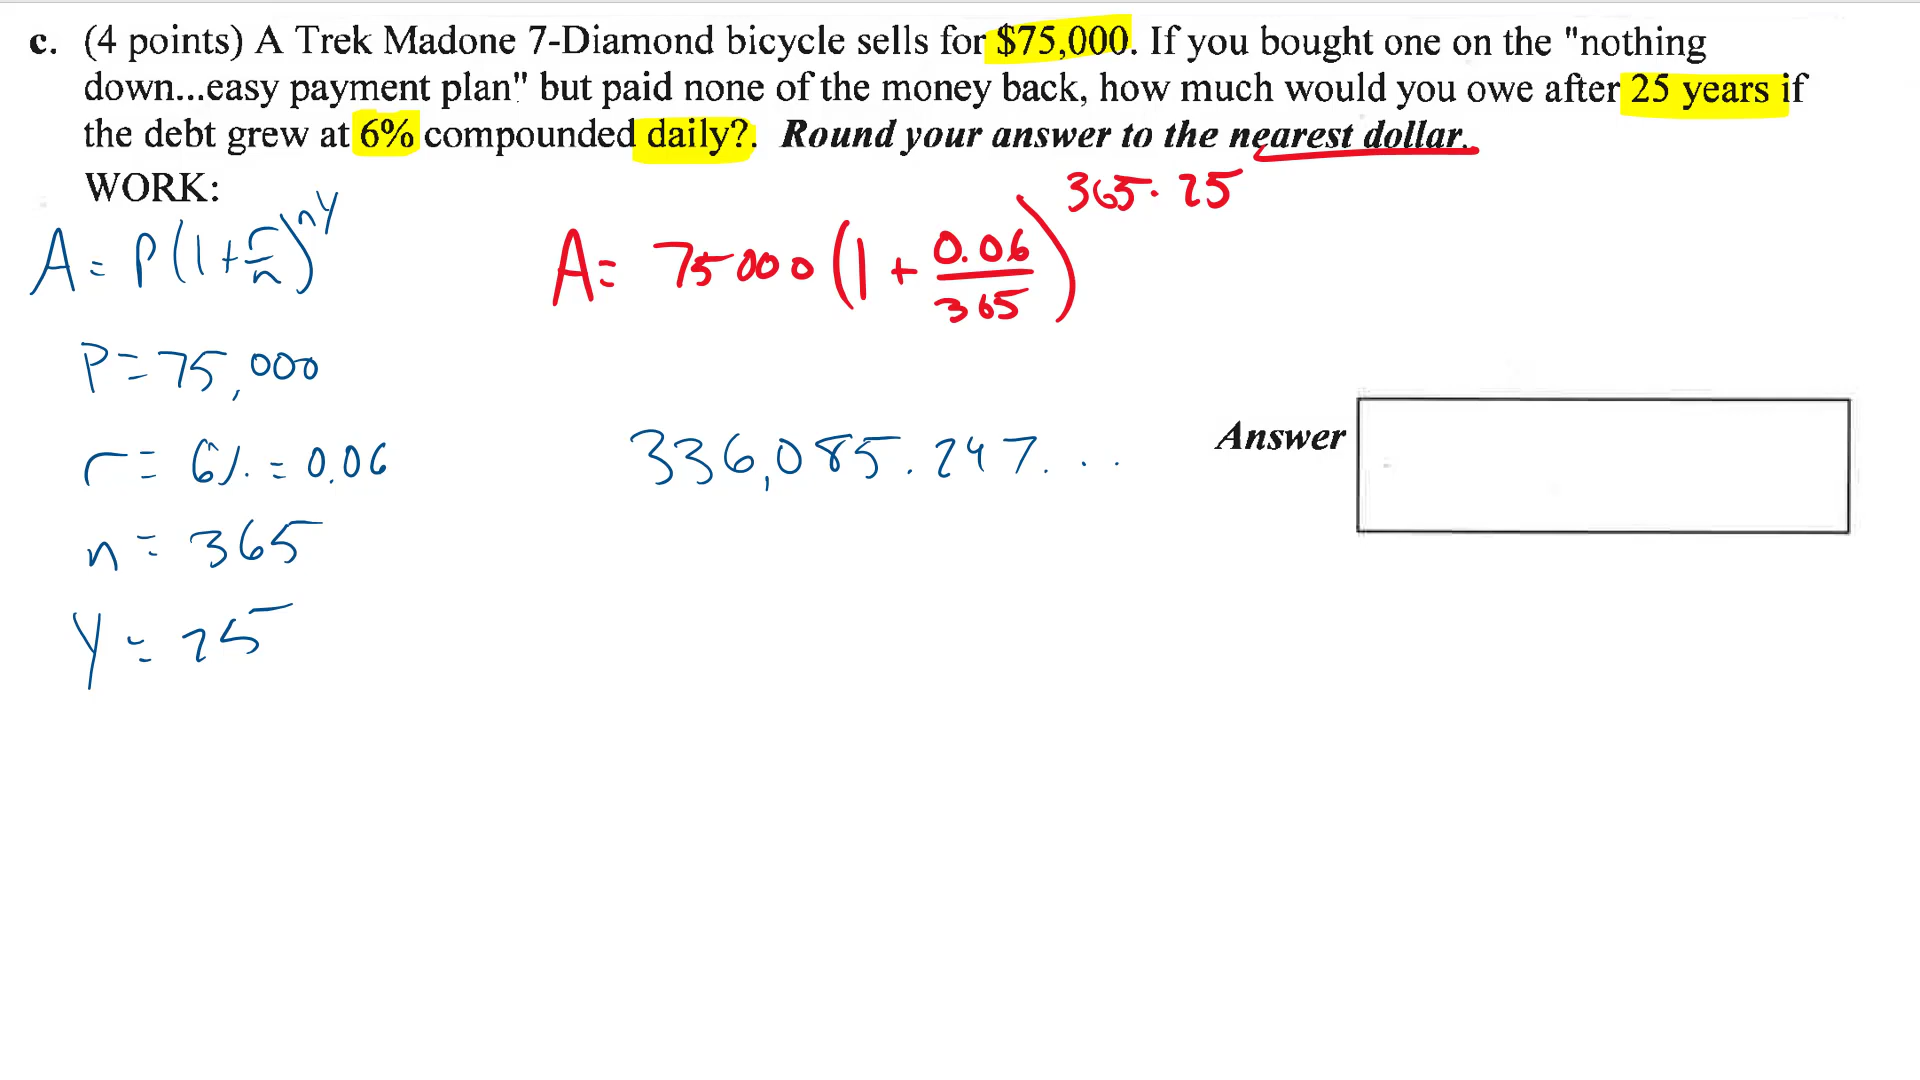 c. (4 points) A Trek Madone 7-Diamond bicycle sells for $75,000. If you bought one on the "nothing
down...easy payment plan" but paid none of the money back, how much would you owe after 25 years if
the debt grew at 6% compounded daily?. Round your answer to the nearest dollar.
WORK:
A = P(1+r/n)^nY
A= 75000(1+0.06/365)^365·25
P=75,000
r= 6%=0.06
336,085.247...
Answer
n= 365
Y= 25